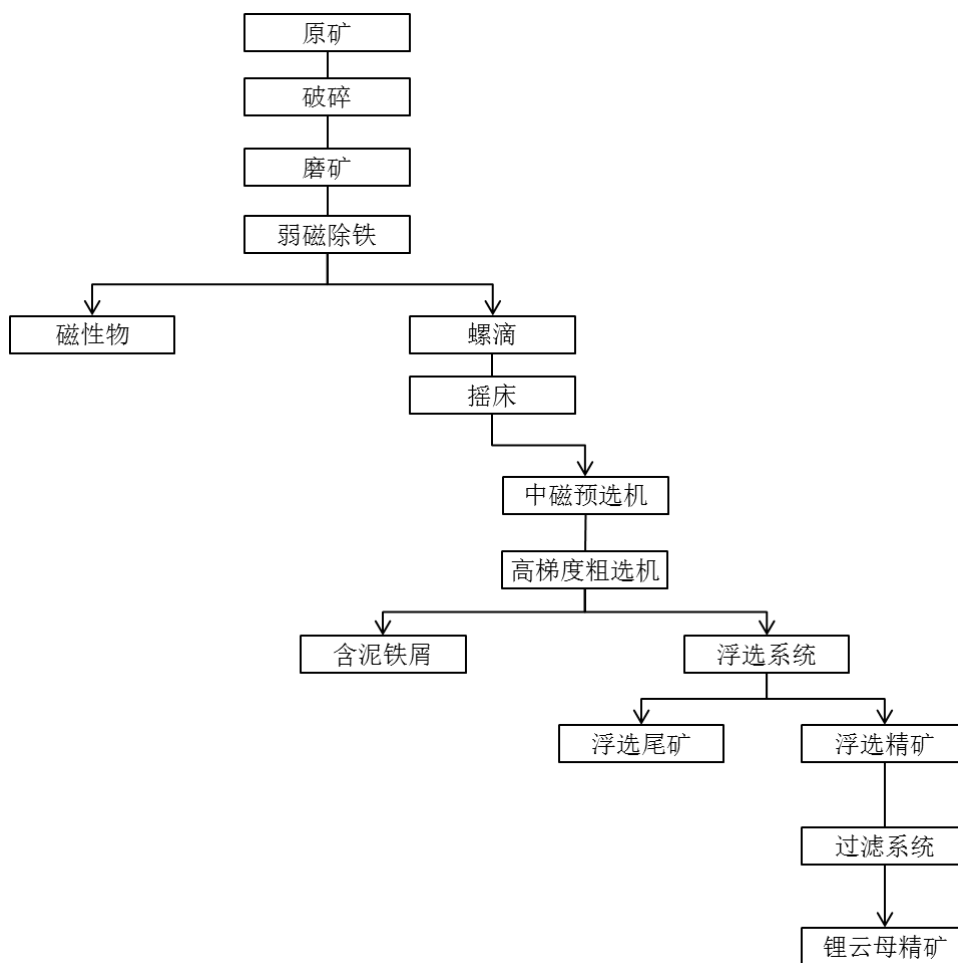 原矿
破碎
磨矿
弱磁除铁
磁性物
螺滴
摇床
中磁预选机
高梯度粗选机
含泥铁屑
浮选系统
浮选尾矿
浮选精矿
过滤系统
锂云母精矿